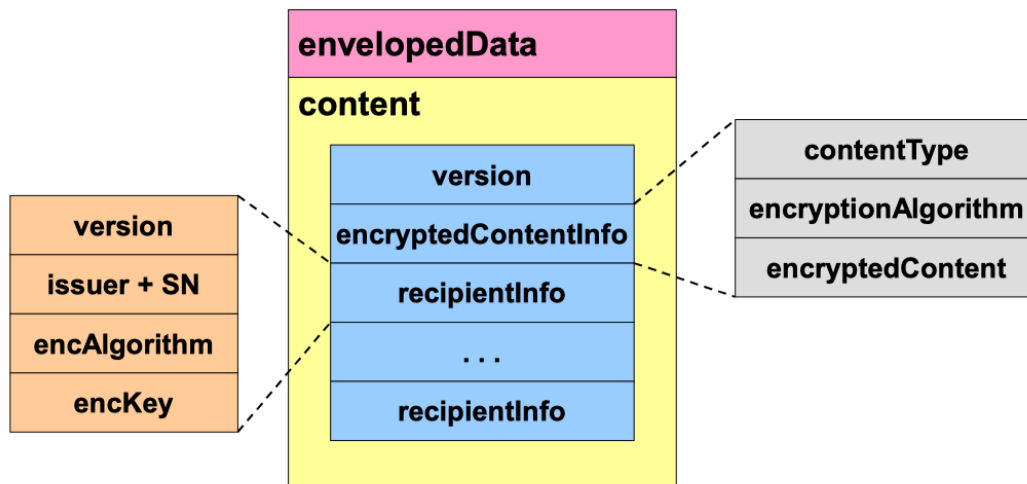 envelopedData
content
version
encryptedContentInfo
recipientInfo
. . .
recipientInfo
version
issuer + SN
encAlgorithm
encKey
contentType
encryptionAlgorithm
encryptedContent